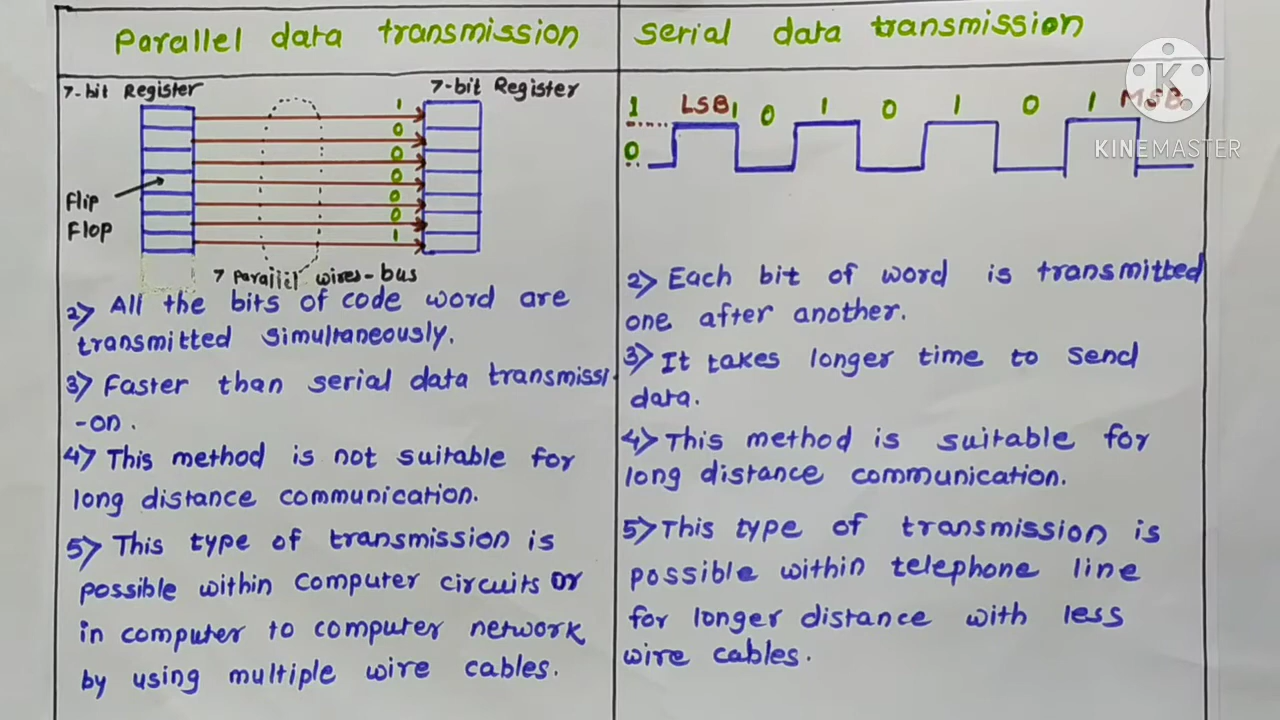 Parallel data transmission
7-bit Register
7-bit Register
1
0
0
0
0
0
1
Flip
Flop
7 Parallel wires-bus
2) All the bits of code word are
transmitted simultaneously.
3) Faster than serial data transmissi
-on.
4) This method is not suitable for
long distance communication.
5) This type of transmission is
possible within computer circuits or
in computer to computer network
by using multiple wire cables.
serial data transmission
1 LSB 1 0 1 0 1 0 1 MSB
0
2) Each bit of word is transmitted
one after another.
3) It takes longer time to send
data.
4) This method is suitable for
long distance communication.
5) This type of transmission is
possible within telephone line
for longer distance with less
wire cables.
K
KINEMASTER